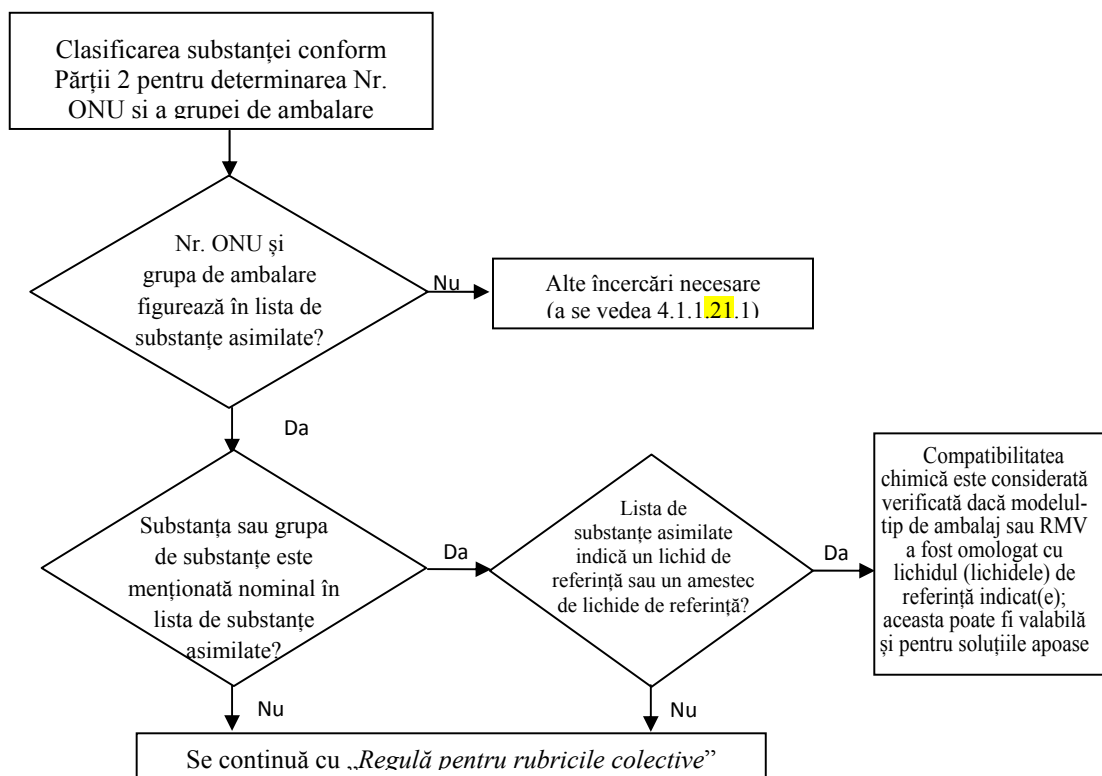 Clasificarea substanței conform
Părții 2 pentru determinarea Nr.
ONU si a grupei de ambalare
Nr. ONU și
grupa de ambalare
figurează în lista de
substanțe asimilate?
Nu
Alte încercări necesare
(a se vedea 4.1.1.21.1)
Da
Substanța sau grupa
de substanțe este
menționată nominal în
lista de substanțe
asimilate?
Da
Lista de
substanțe asimilate
indică un lichid de
referință sau un amestec
de lichide de referință?
Da
Compatibilitatea
chimică este considerată
verificată dacă modelul-
tip de ambalaj sau RMV
a fost omologat cu
lichidul (lichidele) de
referință indicat(e);
aceasta poate fi valabilă
și pentru soluțiile apoase
Nu
Nu
Se continuă cu „Regulă pentru rubricile colective”